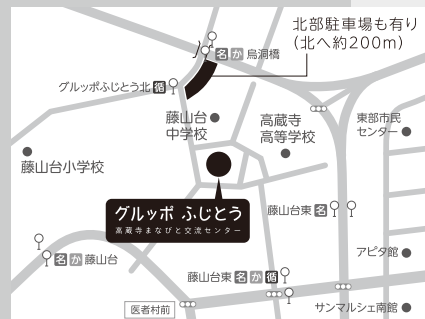 北部駐車場も有り
(北へ約200m)
名 か 烏洞橋
グルッポふじとう北 循
藤山台
中学校
高蔵寺
高等学校
東部市民
センター
藤山台小学校
グルッポ ふじとう
高蔵寺まなびと交流センター
藤山台東 名
名 か 藤山台
アピタ館
藤山台東 名 か 循
医者村前
サンマルシェ南館